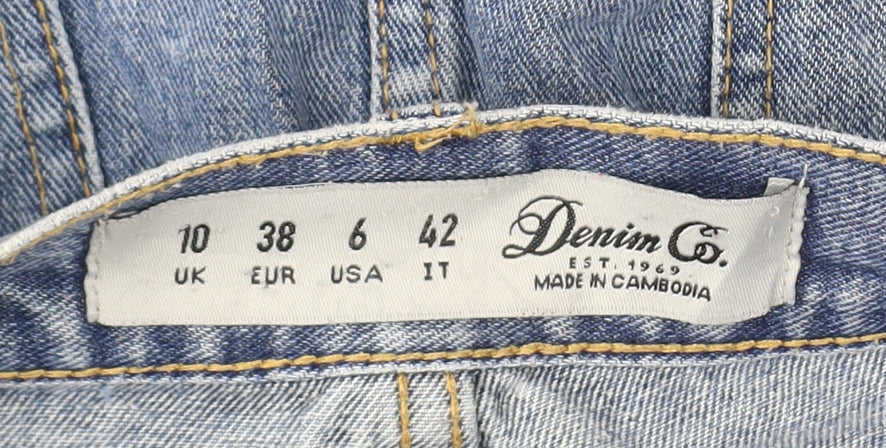 10 38 6 42
UK EUR USA IT
Denim Co.
EST. 1969
MADE IN CAMBODIA